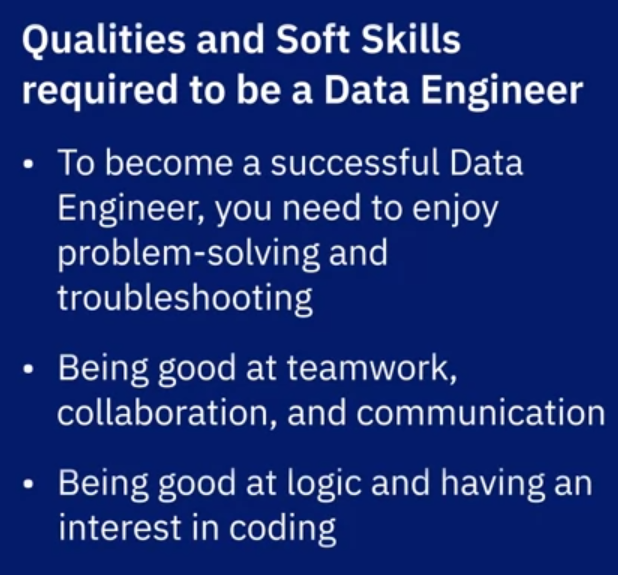 Qualities and Soft Skills
required to be a Data Engineer
• To become a successful Data
Engineer, you need to enjoy
problem-solving and
troubleshooting
• Being good at teamwork,
collaboration, and communication
• Being good at logic and having an
interest in coding